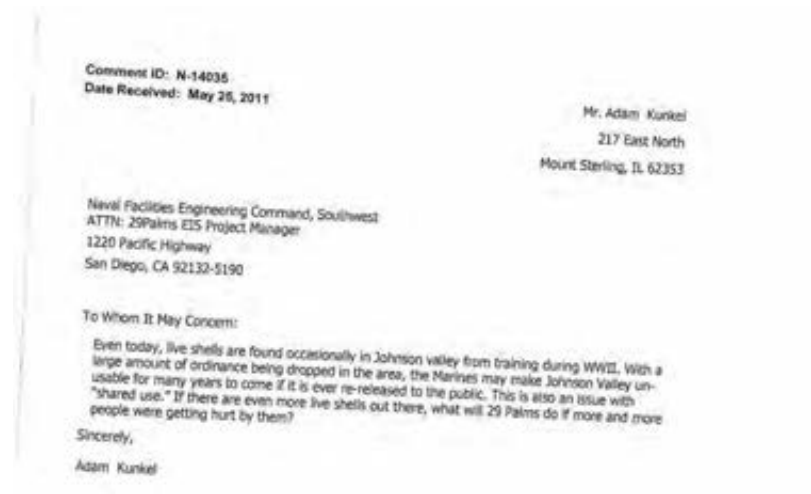 Comment ID: N-14035
Date Received: May 26, 2011
Mr. Adam Kunkel
217 East North
Mount Sterling, IL 62353
Naval Facilities Engineering Command, Southwest
ATTN: 29Palms EIS Project Manager
1220 Pacific Highway
San Diego, CA 92132-5190
To Whom It May Concern:
Even today, live shells are found occasionally in Johnson valley from training during WWII. With a
large amount of ordinance being dropped in the area, the Marines may make Johnson Valley un-
usable for many years to come if it is ever re-released to the public. This is also an issue with
"shared use." If there are even more live shells out there, what will 29 Palms do if more and more
people were getting hurt by them?
Sincerely,
Adam Kunkel